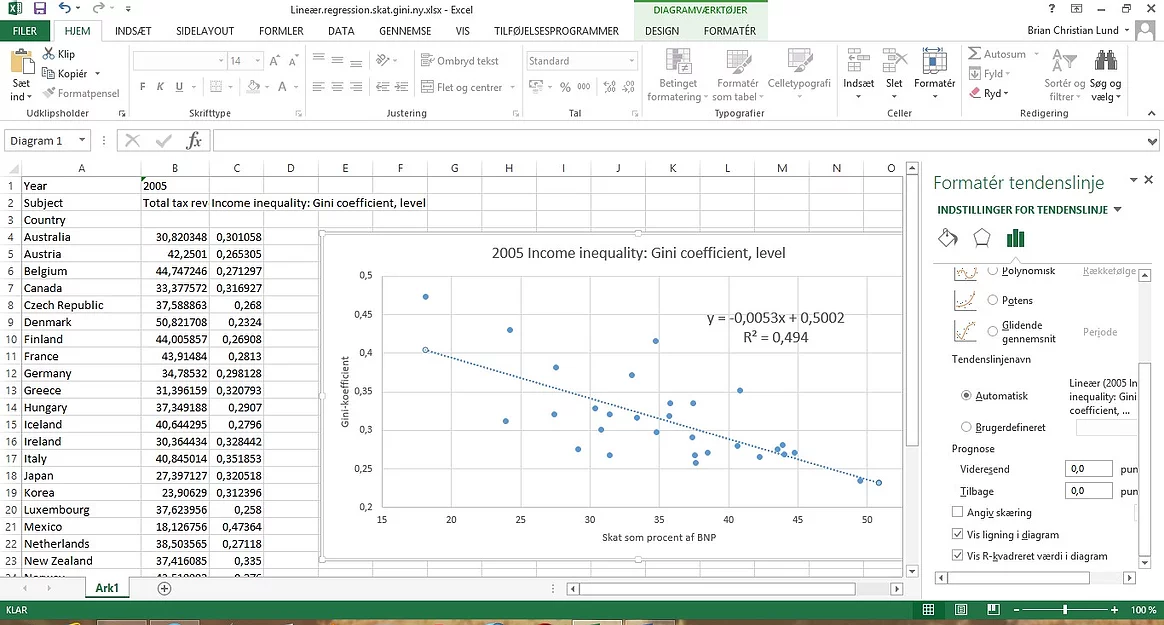 Lineær.regression.skat.gini.ny.xlsx - Excel
DIAGRAMVÆRKTØJER
FILER HJEM INDSÆT SIDELAYOUT FORMLER DATA GENNEMSE VIS TILFØJELSESPROGRAMMER DESIGN FORMATÉR
Brian Christian Lund
Sæt ind
Klip
Kopiér
Formatpensel
Udklipsholder
14
F K U
Skrifttype
Ombryd tekst
Flet og centrer
Justering
Standard
% 000
Tal
Betinget formatering
Formatér som tabel
Celletypografi
Typografier
Indsæt Slet Formatér
Celler
Autosum
Fyld
Ryd
Sortér og filtrer
Søg og vælg
Redigering
Diagram 1
fx
A B C D E F G H I J K L M N O
1 Year 2005
2 Subject Total tax rev Income inequality: Gini coefficient, level
3 Country
4 Australia 30,820348 0,301058
5 Austria 42,2501 0,265305
6 Belgium 44,747246 0,271297
7 Canada 33,377572 0,316927
8 Czech Republic 37,588863 0,268
9 Denmark 50,821708 0,2324
10 Finland 44,005857 0,26908
11 France 43,91484 0,2813
12 Germany 34,78532 0,298128
13 Greece 31,396159 0,320793
14 Hungary 37,349188 0,2907
15 Iceland 40,644295 0,2796
16 Ireland 30,364434 0,328442
17 Italy 40,845014 0,351853
18 Japan 27,397127 0,320518
19 Korea 23,90629 0,312396
20 Luxembourg 37,623956 0,258
21 Mexico 18,126756 0,47364
22 Netherlands 38,503565 0,27118
23 New Zealand 37,416085 0,335
2005 Income inequality: Gini coefficient, level
y = -0,0053x + 0,5002
R² = 0,494
0,5
0,45
0,4
0,35
0,3
0,25
0,2
Gini-koefficient
15 20 25 30 35 40 45 50
Skat som procent af BNP
Formatér tendenslinje
INDSTILLINGER FOR TENDENSLINJE
Polynomisk Rækkefølge
Potens
Glidende gennemsnit Periode
Tendenslinjenavn
Automatisk
Lineær (2005 In
inequality: Gini
coefficient, ...
Brugerdefineret
Prognose
Videresend 0,0 pun
Tilbage 0,0 pun
Angiv skæring
Vis ligning i diagram
Vis R-kvadreret værdi i diagram
Ark1
KLAR
100 %